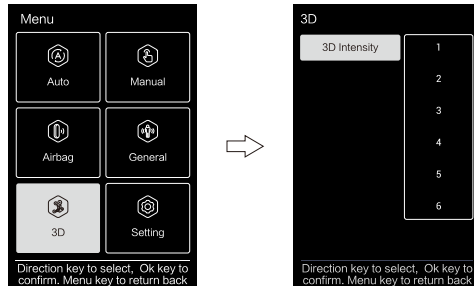 Menu
Auto
Manual
Airbag
General
3D
Setting
Direction key to select, Ok key to
confirm. Menu key to return back
3D
3D Intensity
1
2
3
4
5
6
Direction key to select, Ok key to
confirm. Menu key to return back